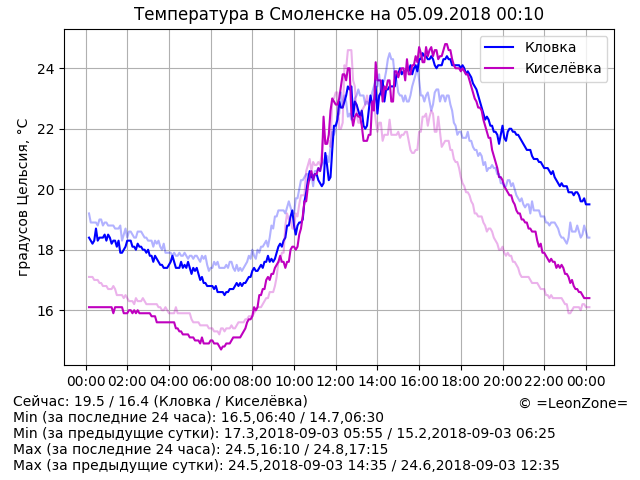 Температура в Смоленске на 05.09.2018 00:10
Кловка
Киселёвка
градусов Цельсия, °C
24
22
20
18
16
00:00 02:00 04:00 06:00 08:00 10:00 12:00 14:00 16:00 18:00 20:00 22:00 00:00
Сейчас: 19.5 / 16.4 (Кловка / Киселёвка)
© =LeonZone=
Min (за последние 24 часа): 16.5,06:40 / 14.7,06:30
Min (за предыдущие сутки): 17.3,2018-09-03 05:55 / 15.2,2018-09-03 06:25
Max (за последние 24 часа): 24.5,16:10 / 24.8,17:15
Max (за предыдущие сутки): 24.5,2018-09-03 14:35 / 24.6,2018-09-03 12:35